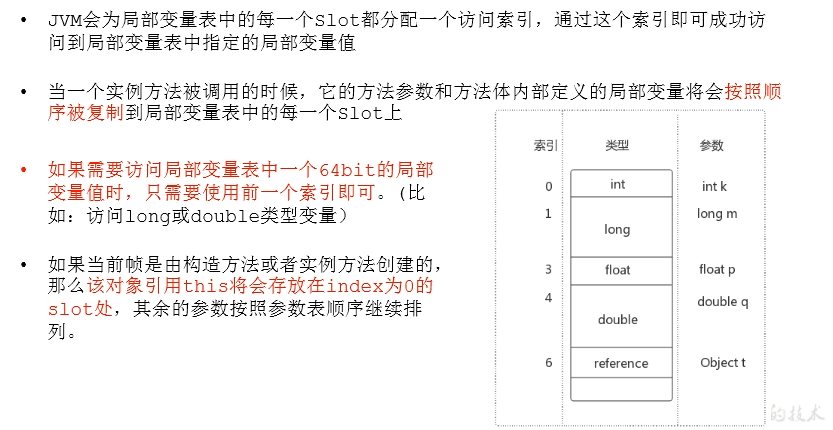 • JVM会为局部变量表中的每一个Slot都分配一个访问索引，通过这个索引即可成功访
问到局部变量表中指定的局部变量值
• 当一个实例方法被调用的时候，它的方法参数和方法体内部定义的局部变量将会按照顺
序被复制到局部变量表中的每一个Slot上
• 如果需要访问局部变量表中一个64bit的局部
变量值时，只需要使用前一个索引即可。（比
如：访问long或double类型变量）
• 如果当前帧是由构造方法或者实例方法创建的，
那么该对象引用this将会存放在index为0的
slot处，其余的参数按照参数表顺序继续排
列。
索引 类型 参数
0 int int k
1 long long m
3 float float p
4 double double q
6 reference Object t
的技术